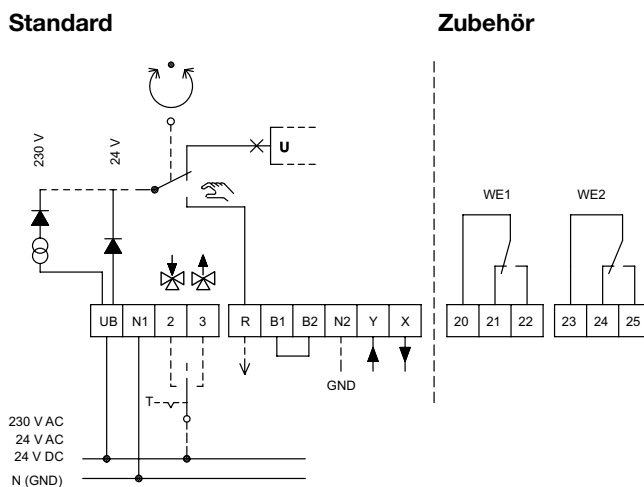 Standard
Zubehör
230 V
24 V
U
WE1
WE2
UB N1 2 3
R B1 B2 N2 Y X
20 21 22
23 24 25
GND
T
230 V AC
24 V AC
24 V DC
N (GND)